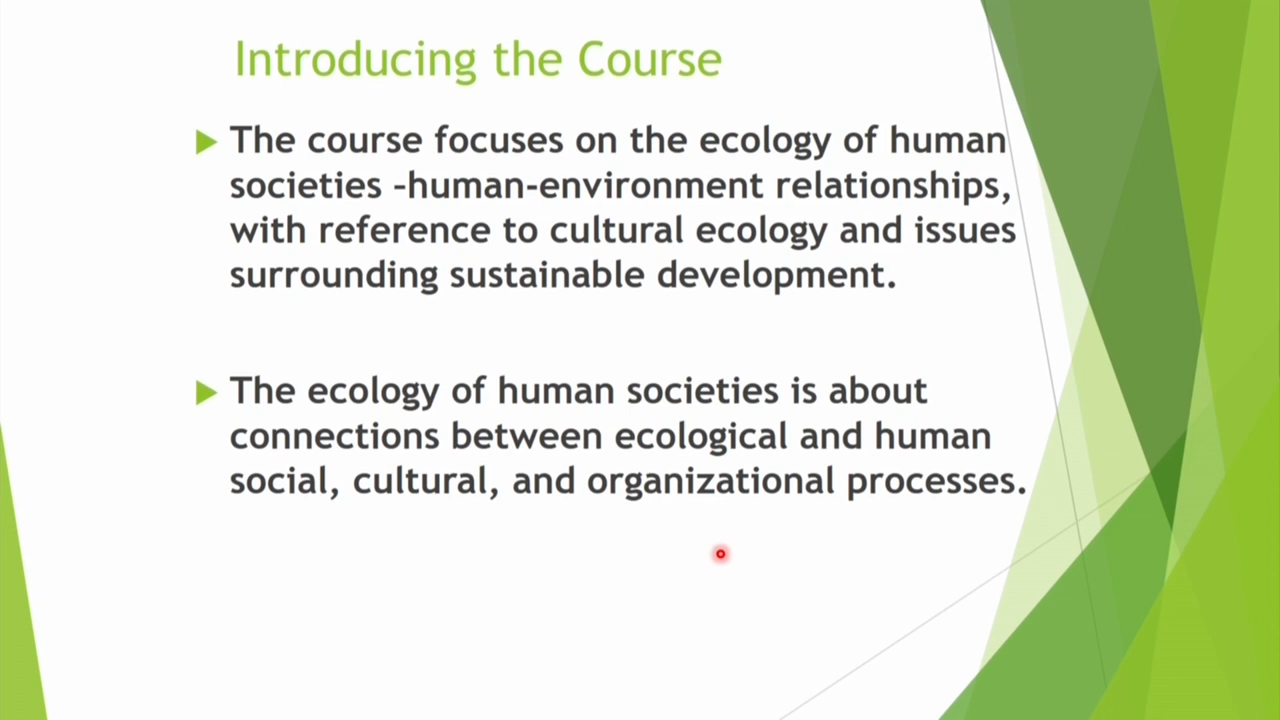 Introducing the Course
The course focuses on the ecology of human
societies –human-environment relationships,
with reference to cultural ecology and issues
surrounding sustainable development.
The ecology of human societies is about
connections between ecological and human
social, cultural, and organizational processes.